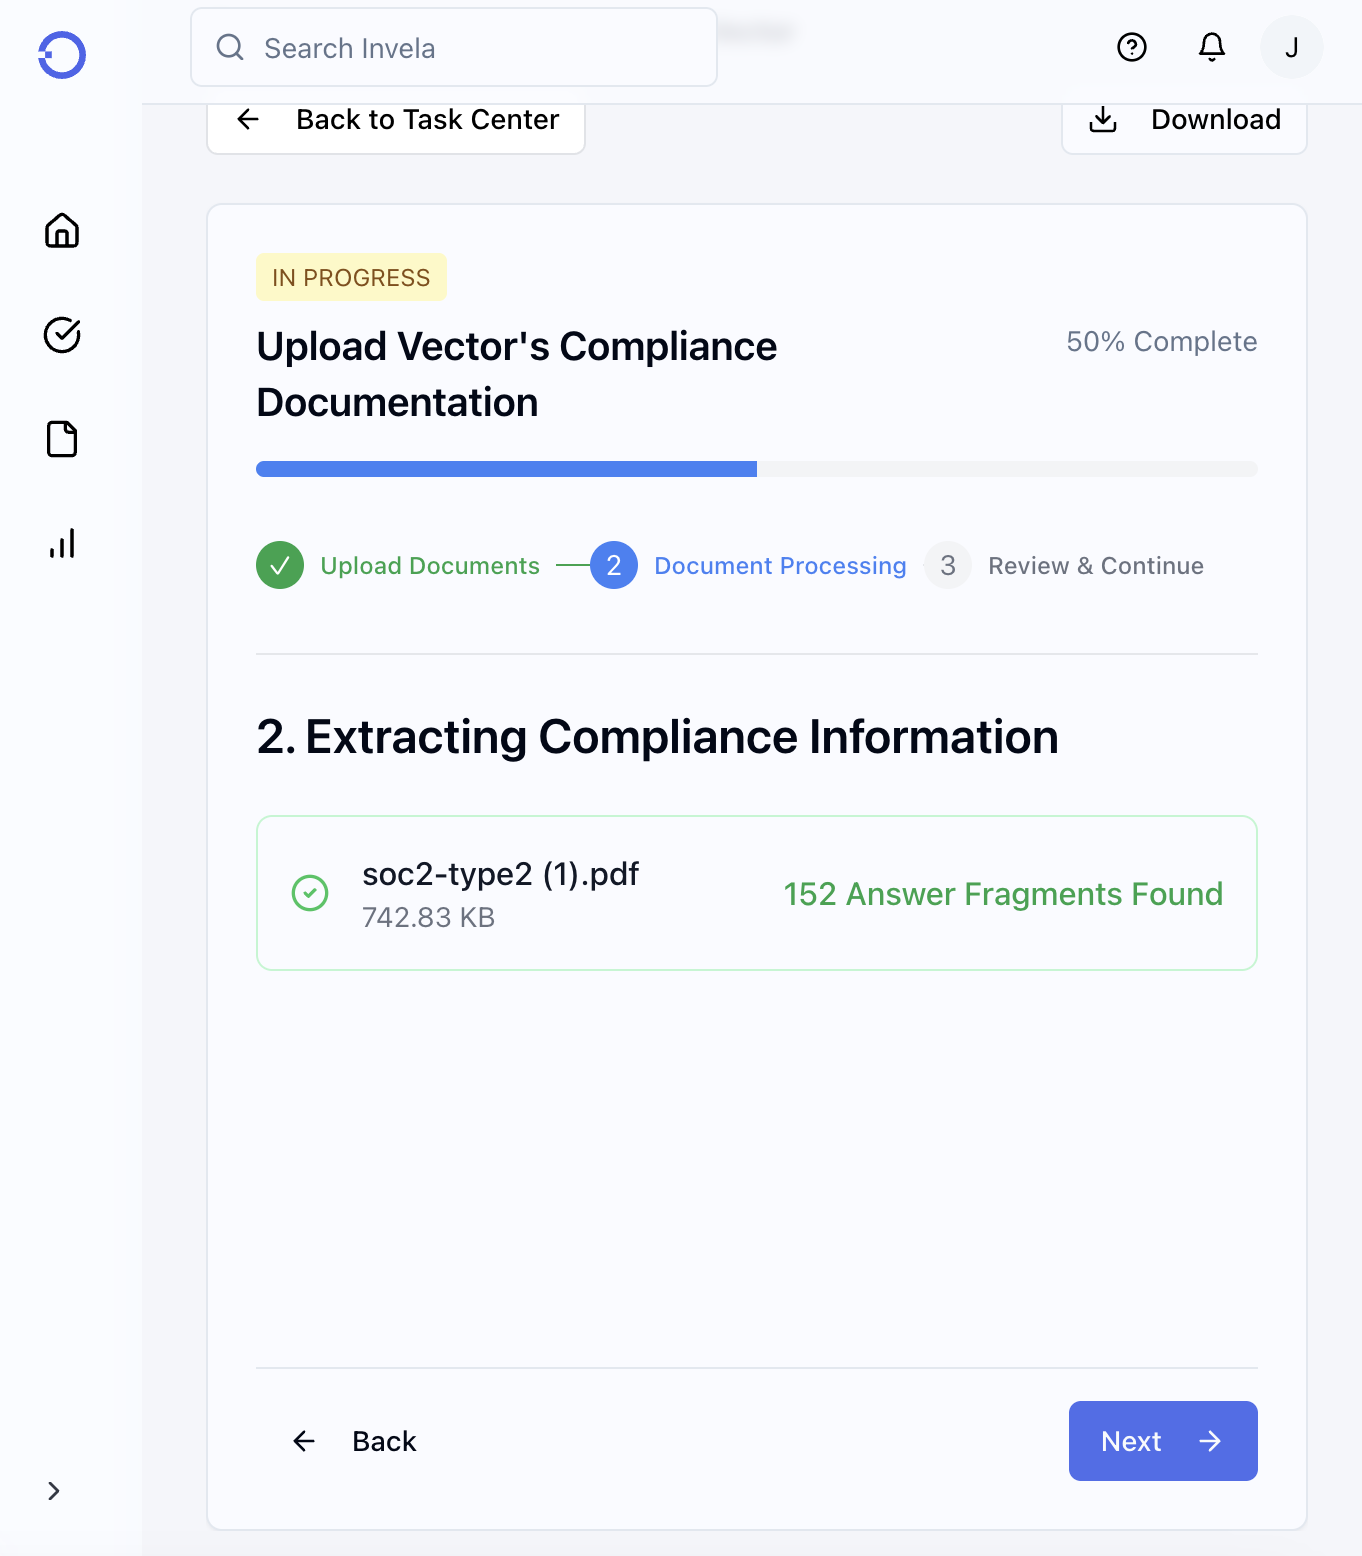 Search Invela
J
Back to Task Center
Download
IN PROGRESS
Upload Vector's Compliance
Documentation
50% Complete
Upload Documents
2
Document Processing
3
Review & Continue
2. Extracting Compliance Information
soc2-type2 (1).pdf
742.83 KB
152 Answer Fragments Found
Back
Next